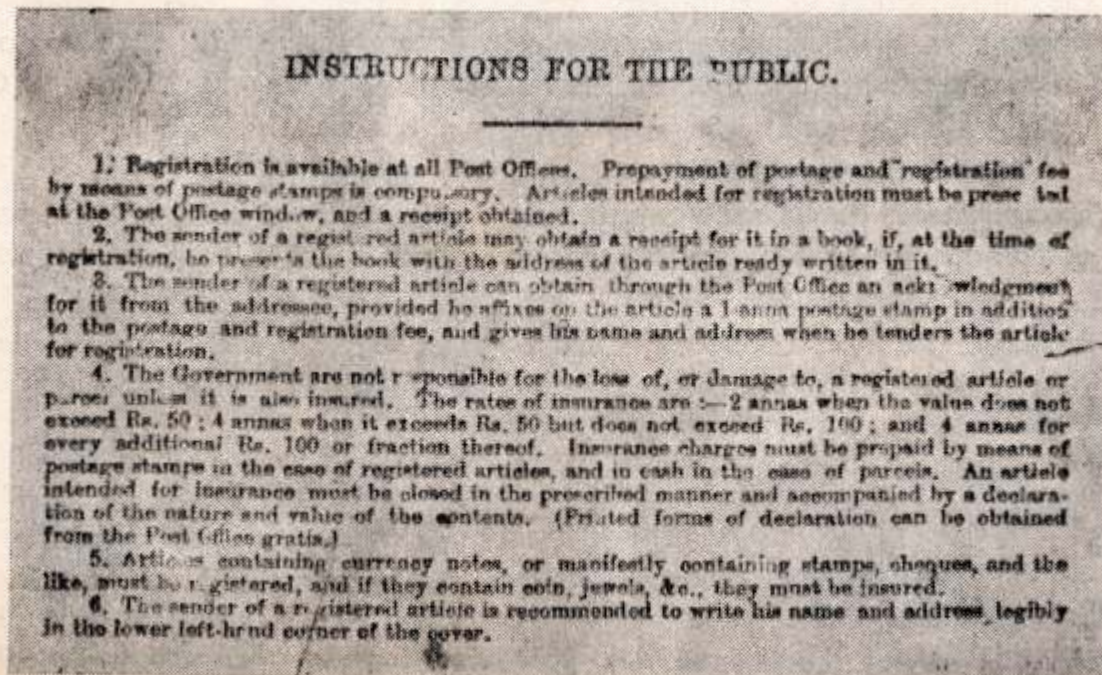 INSTRUCTIONS FOR THE PUBLIC.
1. Registration is available at all Post Offices. Prepayment of postage and registration fee
by means of postage stamps is compulsory. Articles intended for registration must be presented
at the Post Office window, and a receipt obtained.
2. The sender of a registered article may obtain a receipt for it in a book, if, at the time of
registration, he presents the book with the address of the article ready written in it.
3. The sender of a registered article can obtain through the Post Office an acknowledgment
for it from the addressee, provided he affixes on the article a 1-anna postage stamp in addition
to the postage and registration fee, and gives his name and address when he tenders the article
for registration.
4. The Government are not responsible for the loss of, or damage to, a registered article or
parcel unless it is also insured. The rates of insurance are :—2 annas when the value does not
exceed Rs. 50 ; 4 annas when it exceeds Rs. 50 but does not exceed Rs. 100 ; and 4 annas for
every additional Rs. 100 or fraction thereof. Insurance charges must be prepaid by means of
postage stamps in the case of registered articles, and in cash in the case of parcels. An article
intended for insurance must be closed in the prescribed manner and accompanied by a declara-
tion of the nature and value of the contents. (Printed forms of declaration can be obtained
from the Post Office gratis.)
5. Articles containing currency notes, or manifestly containing stamps, cheques, and the
like, must be registered, and if they contain coin, jewels, &c., they must be insured.
6. The sender of a registered article is recommended to write his name and address legibly
in the lower left-hand corner of the cover.